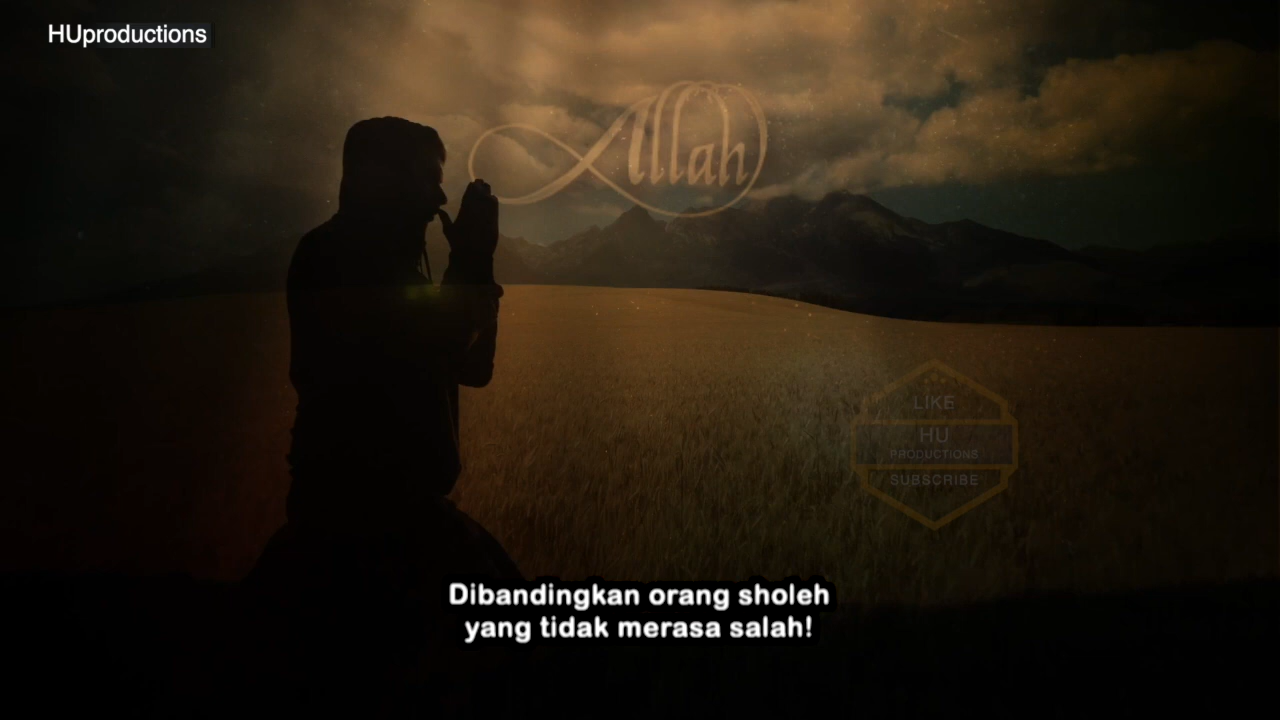 HUproductions
Allah
LIKE
HU
PRODUCTIONS
SUBSCRIBE
Dibandingkan orang sholeh
yang tidak merasa salah!